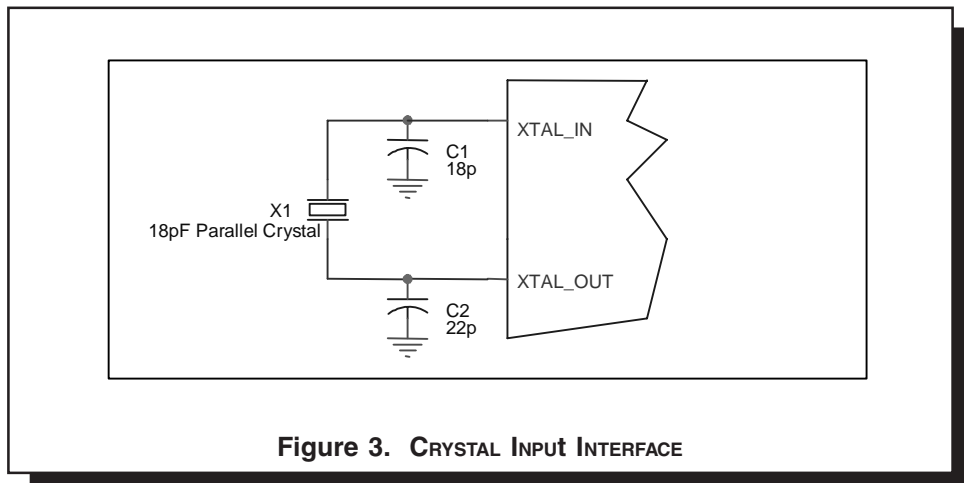 XTAL_IN
C1
18p
X1
18pF Parallel Crystal
XTAL_OUT
C2
22p
Figure 3. CRYSTAL INPUt INTERFACE